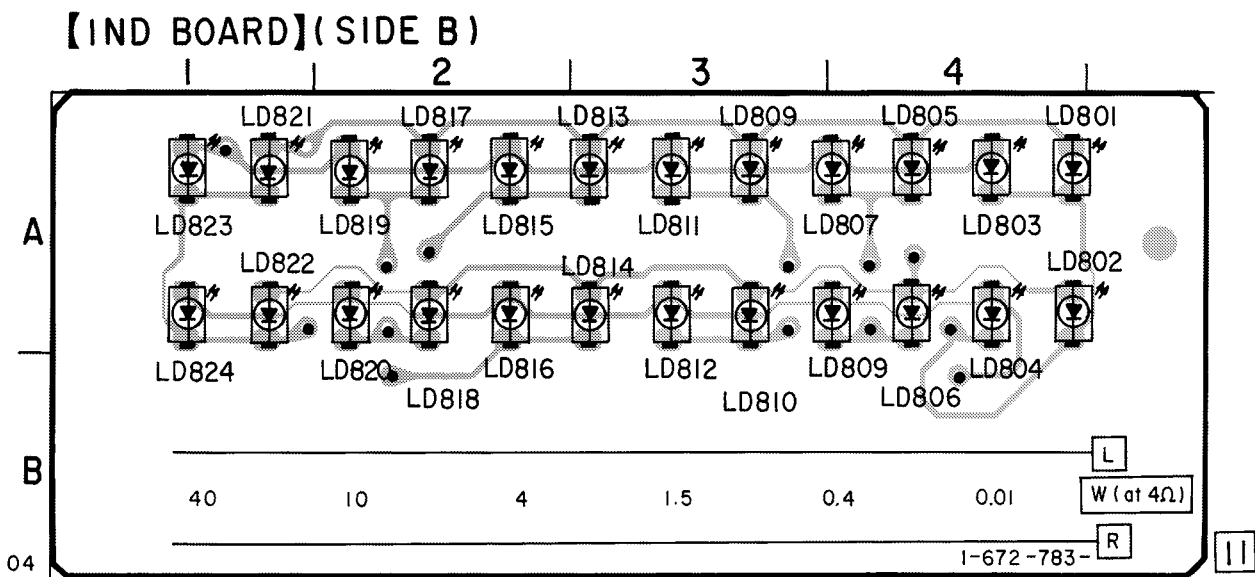 【IND BOARD】(SIDE B)
1 2 3 4
LD821 LD817 LD813 LD809 LD805 LD801
A
LD823 LD819 LD815 LD811 LD807 LD803
LD822 LD814 LD802
LD824 LD820 LD816 LD812 LD809 LD804
LD818 LD810 LD806
B
L
40 10 4 1.5 0.4 0.01 W (at 4Ω)
R
04 1-672-783- 11